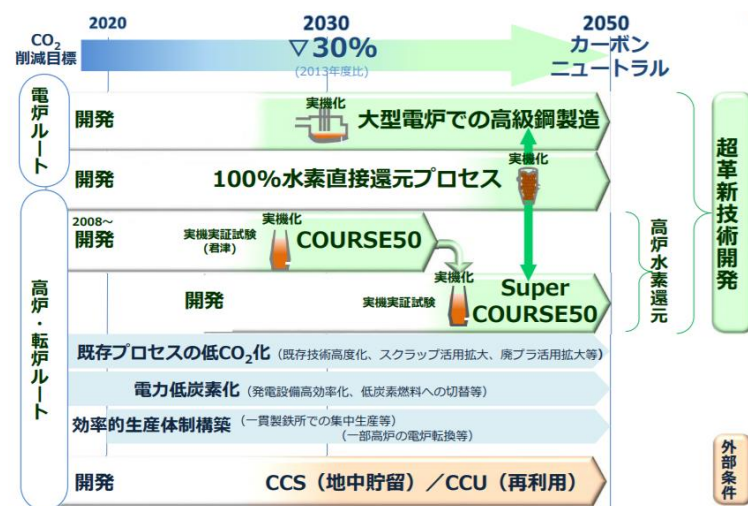 2020
2030
2050
CO2
削減目標
▽30%
(2013年度比)
カーボン
ニュートラル
電炉ルート
開発
実機化
大型電炉での高級鋼製造
開発
100%水素直接還元プロセス
実機化
高炉・転炉ルート
2008～
開発
実機実証試験
(君津)
実機化
COURSE50
開発
実機実証試験
実機化
Super
COURSE50
高炉水素還元
超革新技術開発
既存プロセスの低CO2化（既存技術高度化、スクラップ活用拡大、廃プラ活用拡大等）
電力低炭素化（発電設備高効率化、低炭素燃料への切替等）
効率的生産体制構築（一貫製鉄所での集中生産等）
（一部高炉の電炉転換等）
開発
CCS（地中貯留）／CCU（再利用）
外部条件